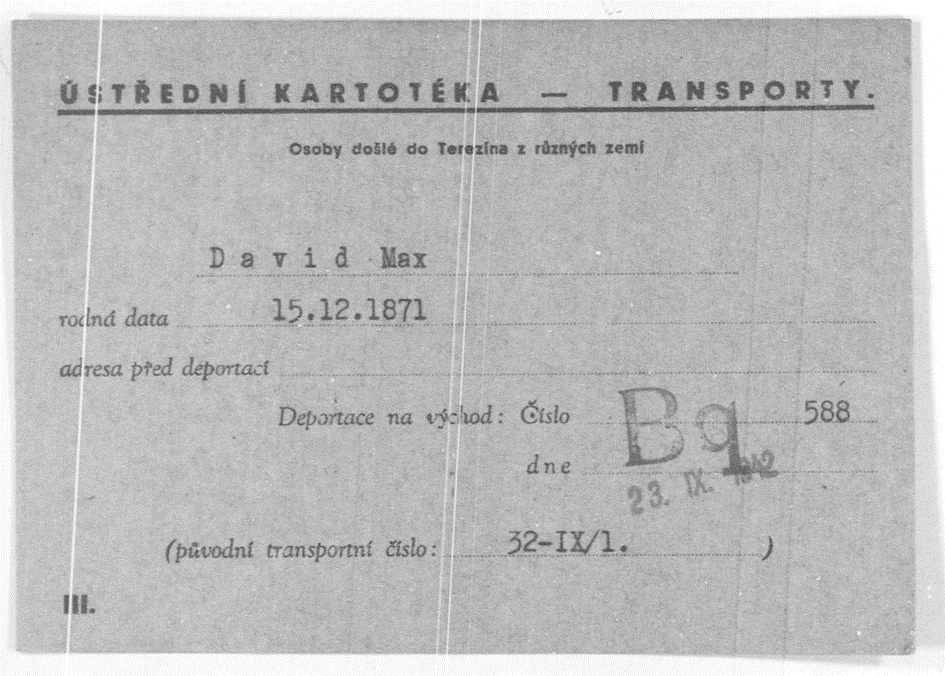 ÚSTŘEDNÍ KARTOTÉKA — TRANSPORTY.
Osoby došlé do Terezína z různých zemí
David Max
rodná data 15.12.1871
adresa před deportací
Deportace na východ: Číslo Bq 588
dne 23. IX. 1942
(původní transportní číslo: 32-IX/1. )
III.